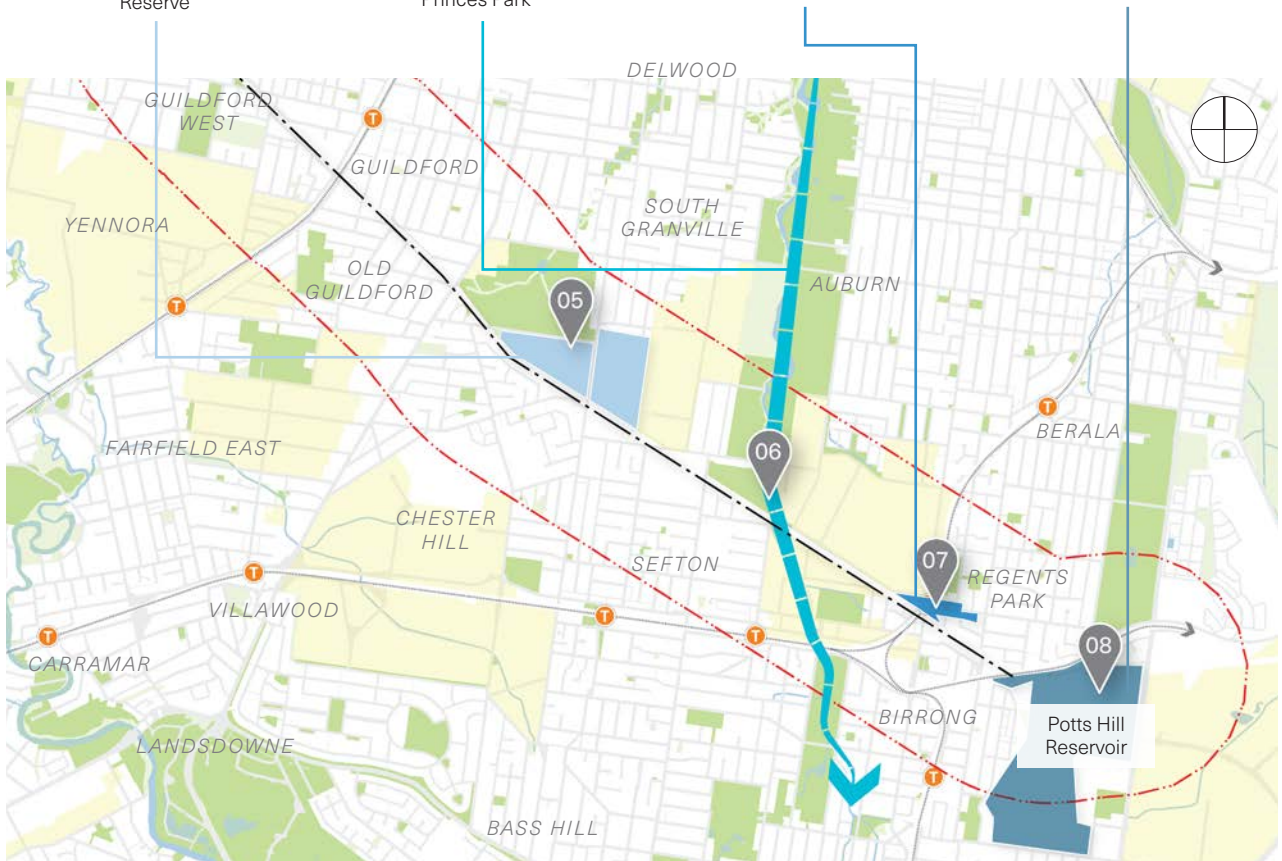 Reserve
Princes Park
DELWOOD
GUILDFORD
WEST
T
GUILDFORD
YENNORA
SOUTH
GRANVILLE
OLD
GUILDFORD
AUBURN
05
T
T
BERALA
FAIRFIELD EAST
06
CHESTER
HILL
SEFTON
07
REGENTS
PARK
T
VILLAWOOD
T
T
T
CARRAMAR
08
BIRRONG
Potts Hill
Reservoir
LANDSDOWNE
T
BASS HILL